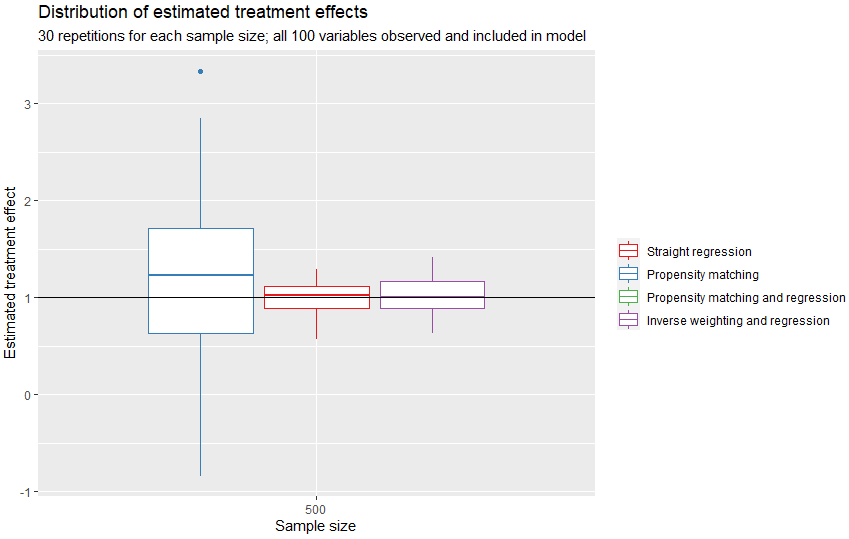 Distribution of estimated treatment effects
30 repetitions for each sample size; all 100 variables observed and included in model
Estimated treatment effect
3
2
1
0
-1
500
Sample size
Straight regression
Propensity matching
Propensity matching and regression
Inverse weighting and regression